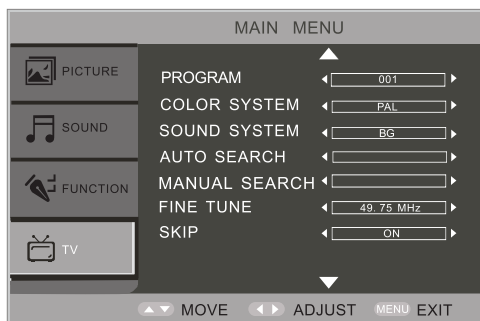 MAIN MENU
PICTURE
SOUND
FUNCTION
TV
PROGRAM 001
COLOR SYSTEM PAL
SOUND SYSTEM BG
AUTO SEARCH
MANUAL SEARCH
FINE TUNE 49.75 MHz
SKIP ON
MOVE ADJUST MENU EXIT